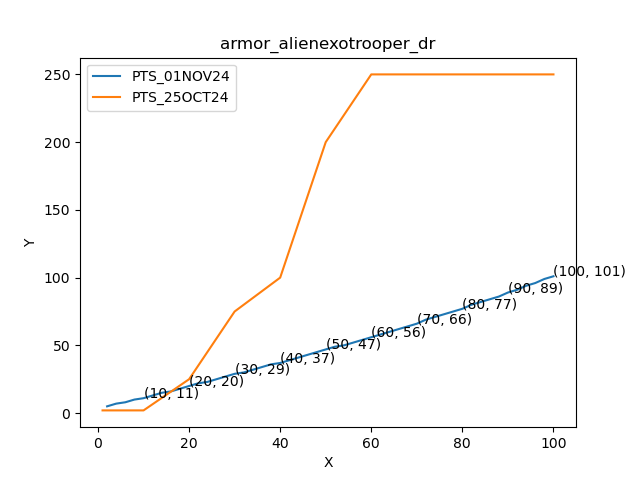 armor_alienexotrooper_dr
PTS_01NOV24
PTS_25OCT24
250
200
150
100
50
0
Y
(10, 11)
(20, 20)
(30, 29)
(40, 37)
(50, 47)
(60, 56)
(70, 66)
(80, 77)
(90, 89)
(100, 101)
0 20 40 60 80 100
X